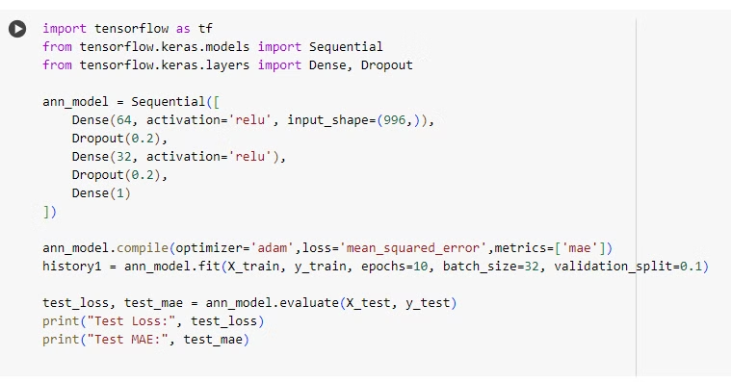 import tensorflow as tf
from tensorflow.keras.models import Sequential
from tensorflow.keras.layers import Dense, Dropout

ann_model = Sequential([
    Dense(64, activation='relu', input_shape=(996,)),
    Dropout(0.2),
    Dense(32, activation='relu'),
    Dropout(0.2),
    Dense(1)
])

ann_model.compile(optimizer='adam',loss='mean_squared_error',metrics=['mae'])
history1 = ann_model.fit(X_train, y_train, epochs=10, batch_size=32, validation_split=0.1)

test_loss, test_mae = ann_model.evaluate(X_test, y_test)
print("Test Loss:", test_loss)
print("Test MAE:", test_mae)